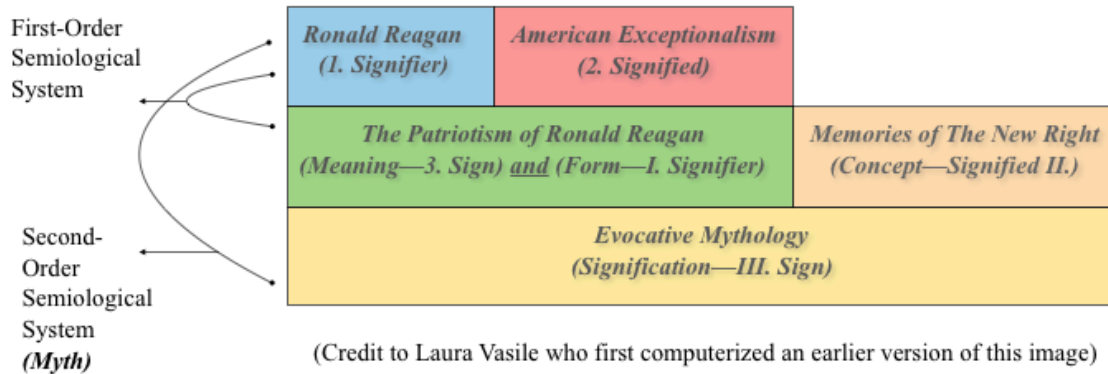 First-Order
Semiological
System
Ronald Reagan
(1. Signifier)
American Exceptionalism
(2. Signified)
The Patriotism of Ronald Reagan
(Meaning—3. Sign) and (Form—I. Signifier)
Memories of The New Right
(Concept—Signified II.)
Second-
Order
Semiological
System
(Myth)
Evocative Mythology
(Signification—III. Sign)
(Credit to Laura Vasile who first computerized an earlier version of this image)